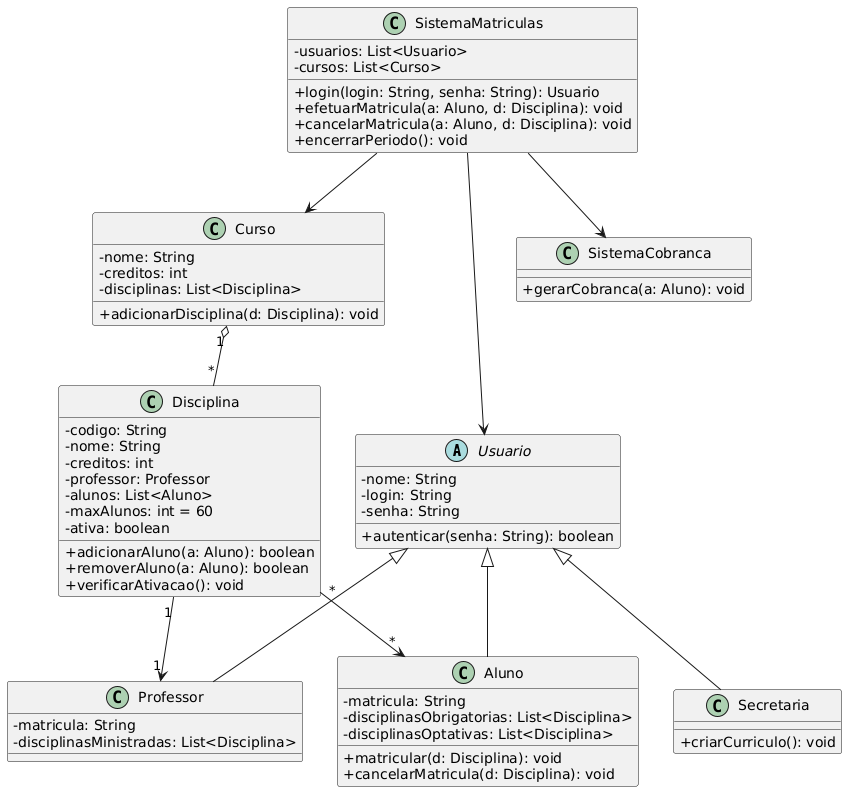 C SistemaMatriculas
-usuarios: List<Usuario>
-cursos: List<Curso>
+login(login: String, senha: String): Usuario
+efetuarMatricula(a: Aluno, d: Disciplina): void
+cancelarMatricula(a: Aluno, d: Disciplina): void
+encerrarPeriodo(): void
C Curso
-nome: String
-creditos: int
-disciplinas: List<Disciplina>
+adicionarDisciplina(d: Disciplina): void
C SistemaCobranca
+gerarCobranca(a: Aluno): void
1
*
C Disciplina
-codigo: String
-nome: String
-creditos: int
-professor: Professor
-alunos: List<Aluno>
-maxAlunos: int = 60
-ativa: boolean
+adicionarAluno(a: Aluno): boolean
+removerAluno(a: Aluno): boolean
+verificarAtivacao(): void
A Usuario
-nome: String
-login: String
-senha: String
+autenticar(senha: String): boolean
1
*
1
*
C Professor
-matricula: String
-disciplinasMinistradas: List<Disciplina>
C Aluno
-matricula: String
-disciplinasObrigatorias: List<Disciplina>
-disciplinasOptativas: List<Disciplina>
+matricular(d: Disciplina): void
+cancelarMatricula(d: Disciplina): void
C Secretaria
+criarCurriculo(): void